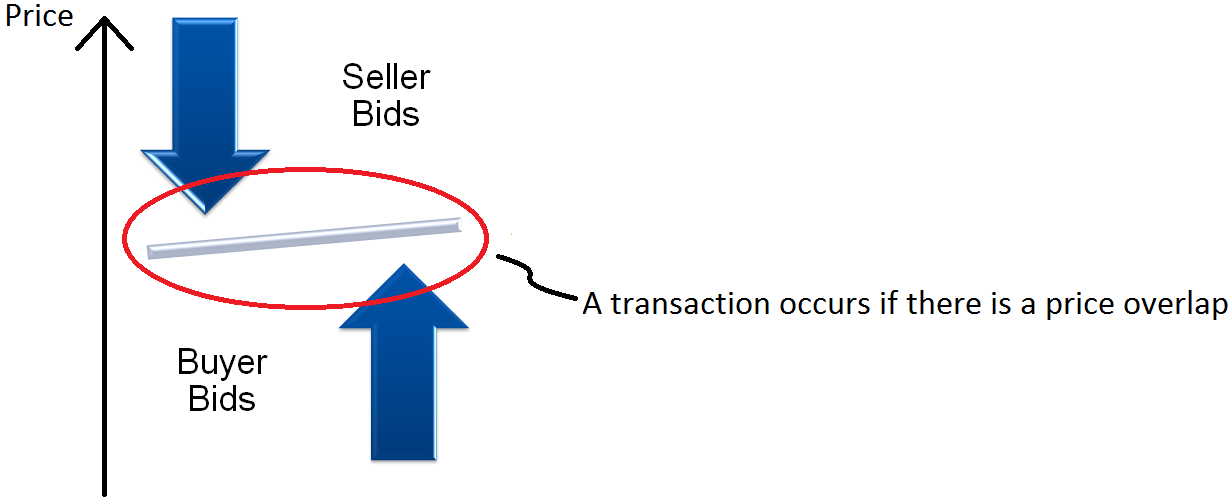 Price
Seller
Bids
A transaction occurs if there is a price overlap
Buyer
Bids